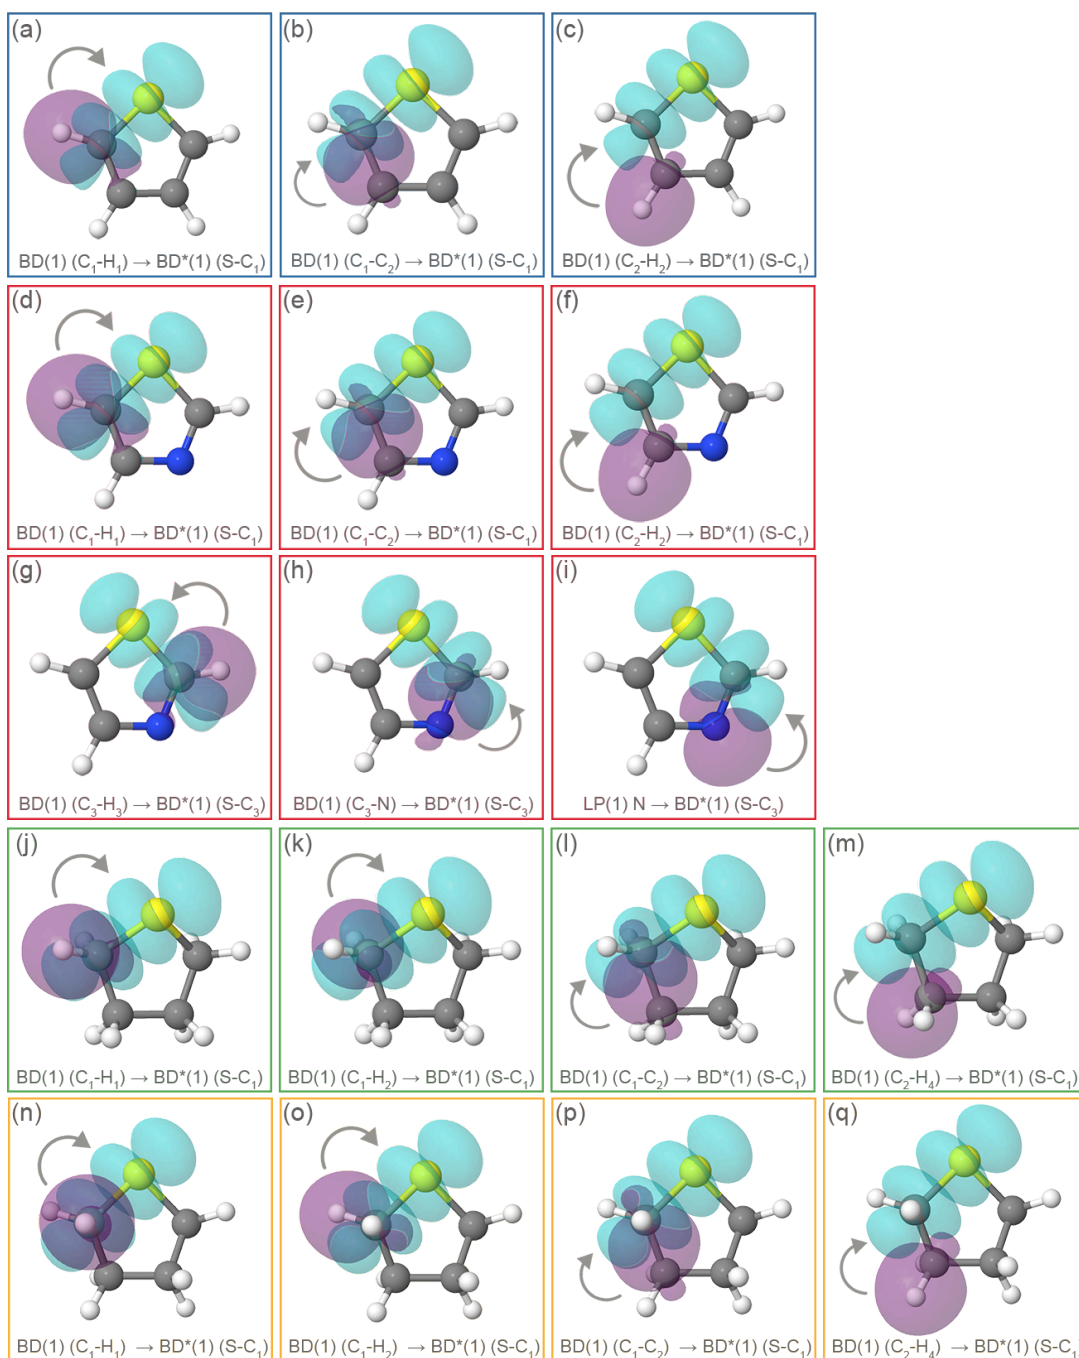 (a) (b) (c)
BD(1) (C₁-H₁) → BD*(1) (S-C₁) BD(1) (C₁-C₂) → BD*(1) (S-C₁) BD(1) (C₂-H₂) → BD*(1) (S-C₁)
(d) (e) (f)
BD(1) (C₁-H₁) → BD*(1) (S-C₁) BD(1) (C₁-C₂) → BD*(1) (S-C₁) BD(1) (C₂-H₂) → BD*(1) (S-C₁)
(g) (h) (i)
BD(1) (C₃-H₃) → BD*(1) (S-C₃) BD(1) (C₃-N) → BD*(1) (S-C₃) LP(1) N → BD*(1) (S-C₃)
(j) (k) (l) (m)
BD(1) (C₁-H₁) → BD*(1) (S-C₁) BD(1) (C₁-H₂) → BD*(1) (S-C₁) BD(1) (C₁-C₂) → BD*(1) (S-C₁) BD(1) (C₂-H₄) → BD*(1) (S-C₁)
(n) (o) (p) (q)
BD(1) (C₁-H₁) → BD*(1) (S-C₁) BD(1) (C₁-H₂) → BD*(1) (S-C₁) BD(1) (C₁-C₂) → BD*(1) (S-C₁) BD(1) (C₂-H₄) → BD*(1) (S-C₁